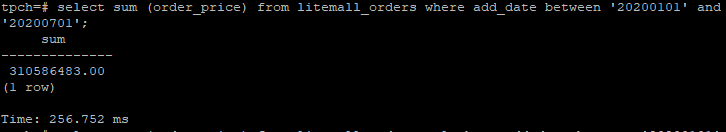 tpch=# select sum (order_price) from litemall_orders where add_date between '20200101' and
'20200701';
sum
--------------
310586483.00
(1 row)
Time: 256.752 ms